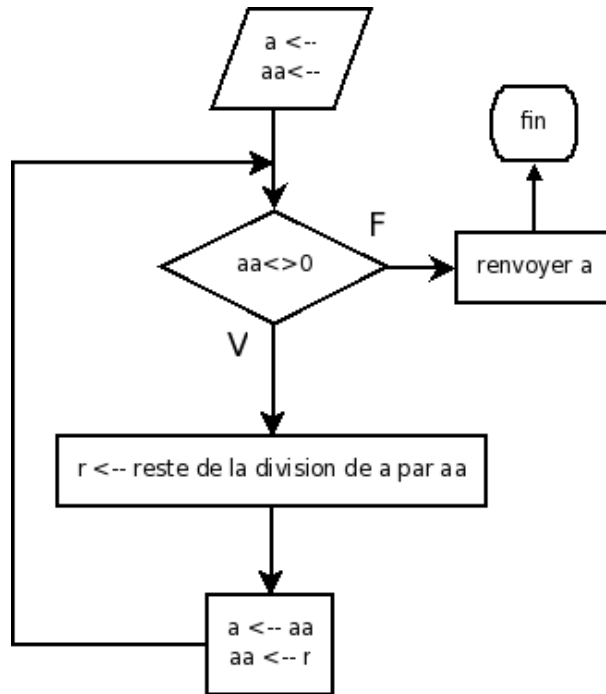 a <--
aa<--
fin
aa<>0
F
renvoyer a
V
r <-- reste de la division de a par aa
a <-- aa
aa <-- r